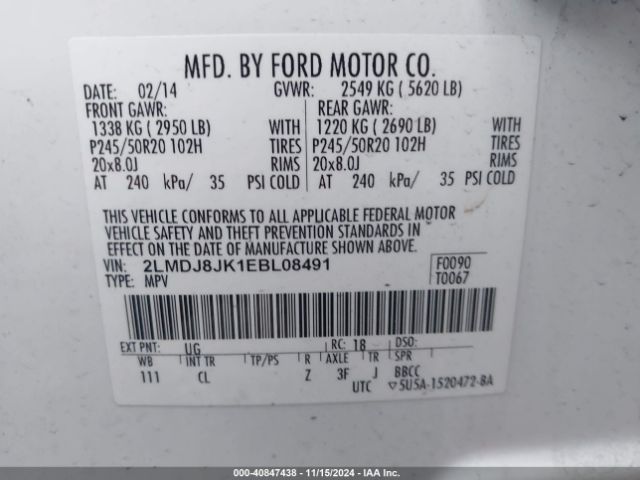 MFD. BY FORD MOTOR CO.
DATE: 02/14 GVWR: 2549 KG ( 5620 LB)
FRONT GAWR: REAR GAWR:
1338 KG ( 2950 LB) WITH 1220 KG ( 2690 LB) WITH
P245/50R20 102H TIRES P245/50R20 102H TIRES
20x8.0J RIMS 20x8.0J RIMS
AT 240 kPa/ 35 PSI COLD AT 240 kPa/ 35 PSI COLD
THIS VEHICLE CONFORMS TO ALL APPLICABLE FEDERAL MOTOR
VEHICLE SAFETY AND THEFT PREVENTION STANDARDS IN
EFFECT ON THE DATE OF MANUFACTURE SHOWN ABOVE.
VIN: 2LMDJ8JK1EBL08491 F0090
TYPE: MPV T0067
EXT PNT: UG RC: 18 DSO:
WB INT TR TP/PS R AXLE TR SPR
111 CL Z 3F J BBCC
UTC ▽5U5A-1520472-BA
000-40847438 - 11/15/2024 - IAA Inc.